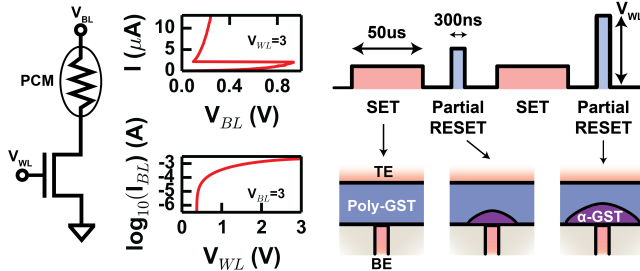 V_BL
PCM
V_WL
I (μA)
10
5
0
V_WL=3
0.0
0.4
0.8
V_BL (V)
log10(I_BL) (A)
-3
-4
-5
-6
V_BL=3
0
1
2
3
V_WL (V)
50us
300ns
V_WL
SET
Partial
RESET
SET
Partial
RESET
TE
Poly-GST
α-GST
BE